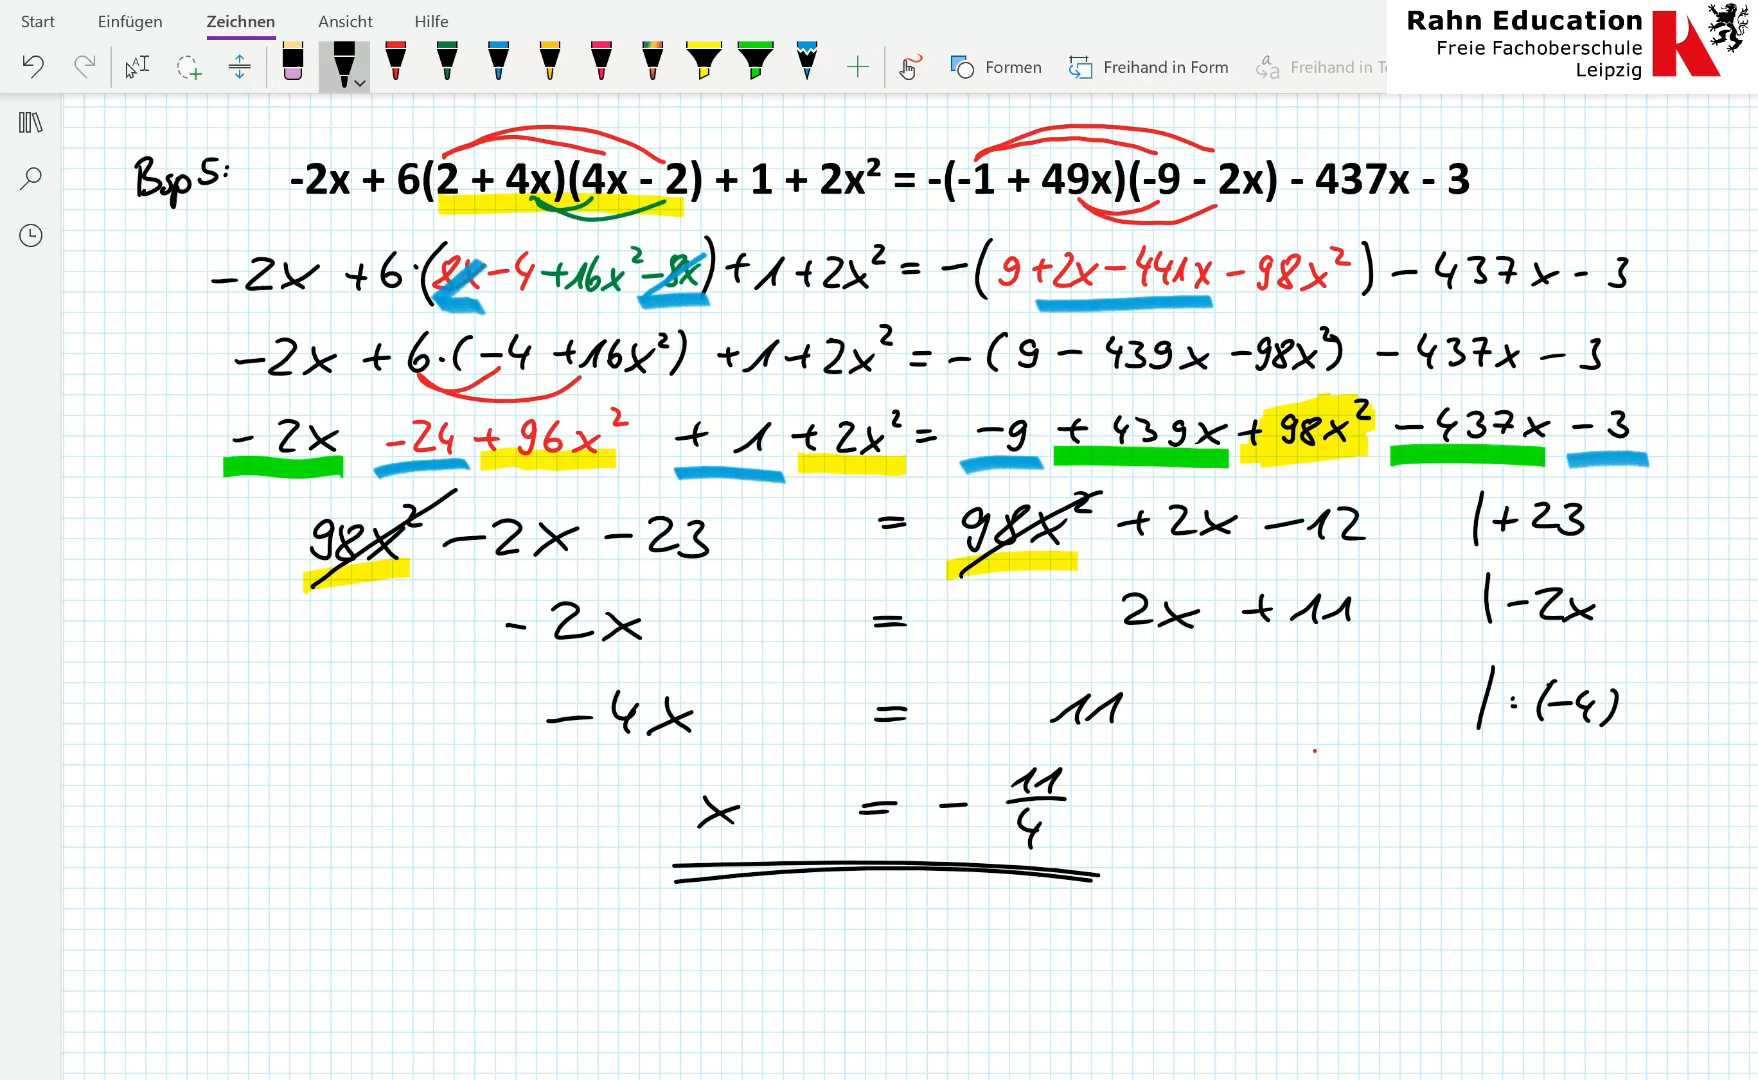 Start Einfügen Zeichnen Ansicht Hilfe
Rahn Education
Freie Fachoberschule
Leipzig
Formen Freihand in Form Freihand in Te
Bsp 5: -2x + 6(2 + 4x)(4x - 2) + 1 + 2x² = -(-1 + 49x)(-9 - 2x) - 437x - 3
-2x +6·(8x-4+16x²-8x)+1+2x² = -(9+2x-441x-98x²) - 437x - 3
-2x + 6·(-4 +16x²) +1+2x² = -(9 - 439x -98x²) - 437x - 3
- 2x -24 + 96x² + 1 + 2x² = -9 + 439x + 98x² - 437x - 3
98x² - 2x - 23 = 98x² + 2x - 12 |+23
- 2x = 2x + 11 |-2x
- 4x = 11 |:(-4)
x = - 11/4